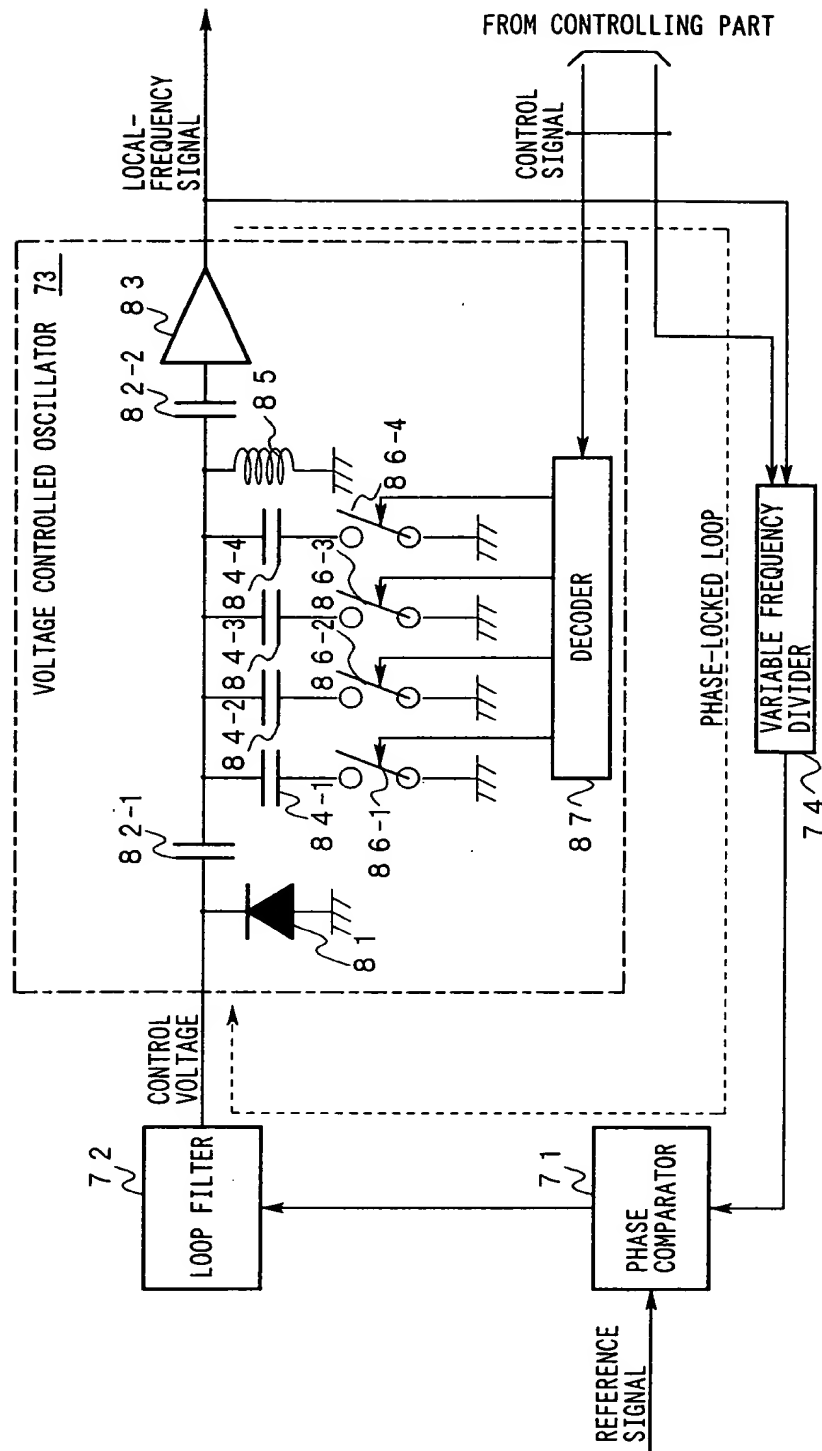 FROM CONTROLLING PART
LOCAL-
FREQUENCY
SIGNAL
CONTROL
SIGNAL
VOLTAGE CONTROLLED OSCILLATOR 73
83
82-2
85
86-4
84-4
86-3
84-3
86-2
84-2
84-1
86-1
82-1
81
DECODER
87
PHASE-LOCKED LOOP
VARIABLE FREQUENCY
DIVIDER
74
CONTROL
VOLTAGE
72
LOOP FILTER
71
PHASE
COMPARATOR
REFERENCE
SIGNAL